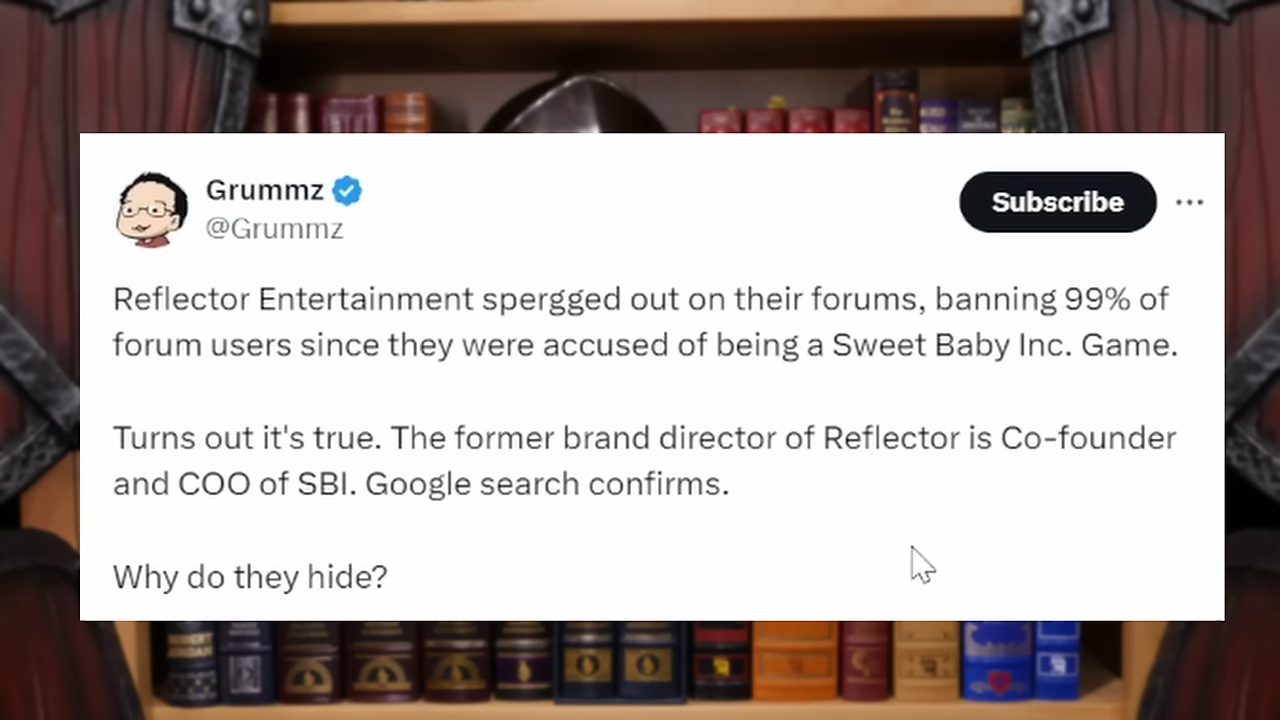 Grummz
@Grummz
Subscribe
Reflector Entertainment spergged out on their forums, banning 99% of
forum users since they were accused of being a Sweet Baby Inc. Game.
Turns out it's true. The former brand director of Reflector is Co-founder
and COO of SBI. Google search confirms.
Why do they hide?